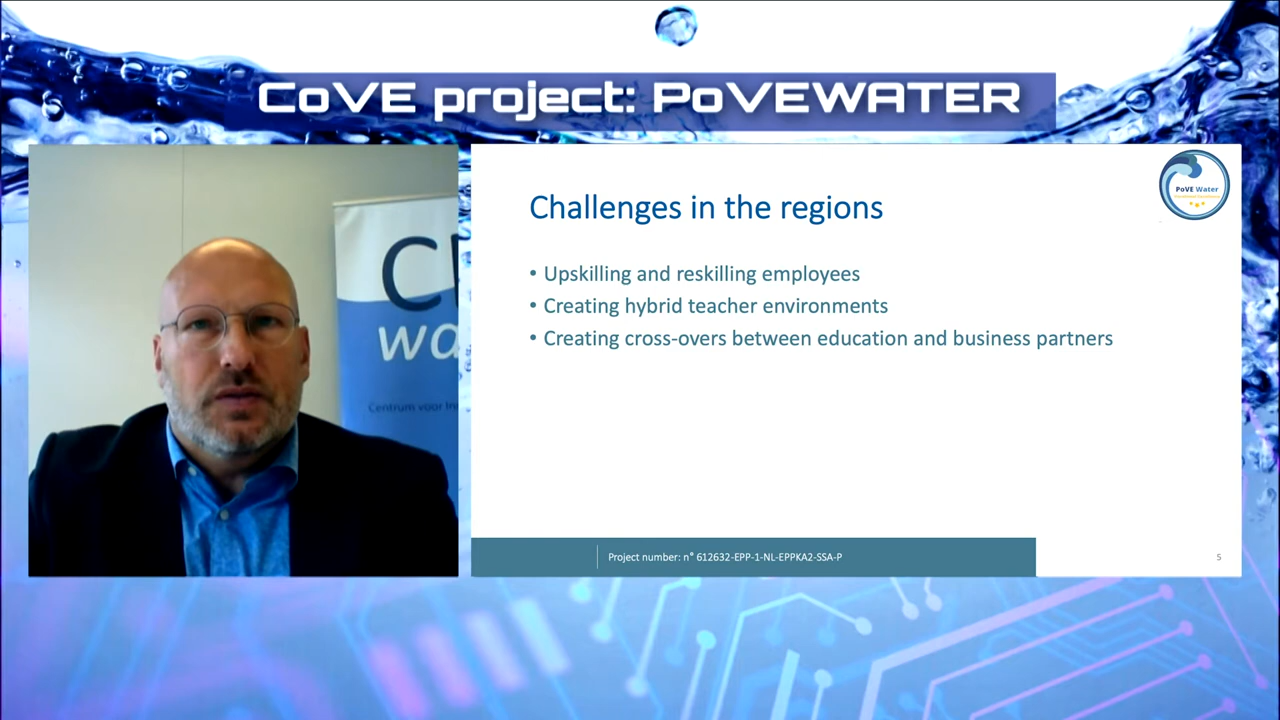 CoVE project: PoVEWATER
Challenges in the regions
• Upskilling and reskilling employees
• Creating hybrid teacher environments
• Creating cross-overs between education and business partners
PoVE Water
Centrum voor
Project number: n° 612632-EPP-1-NL-EPPKA2-SSA-P
5